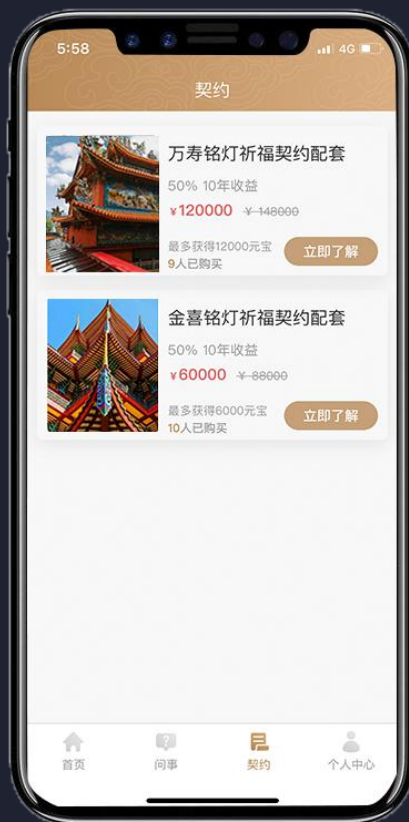 5:58
4G
契约
万寿铭灯祈福契约配套
50% 10年收益
¥120000 ¥ 148000
最多获得12000元宝
9人已购买
立即了解
金喜铭灯祈福契约配套
50% 10年收益
¥60000 ¥ 88000
最多获得6000元宝
10人已购买
立即了解
首页
问事
契约
个人中心